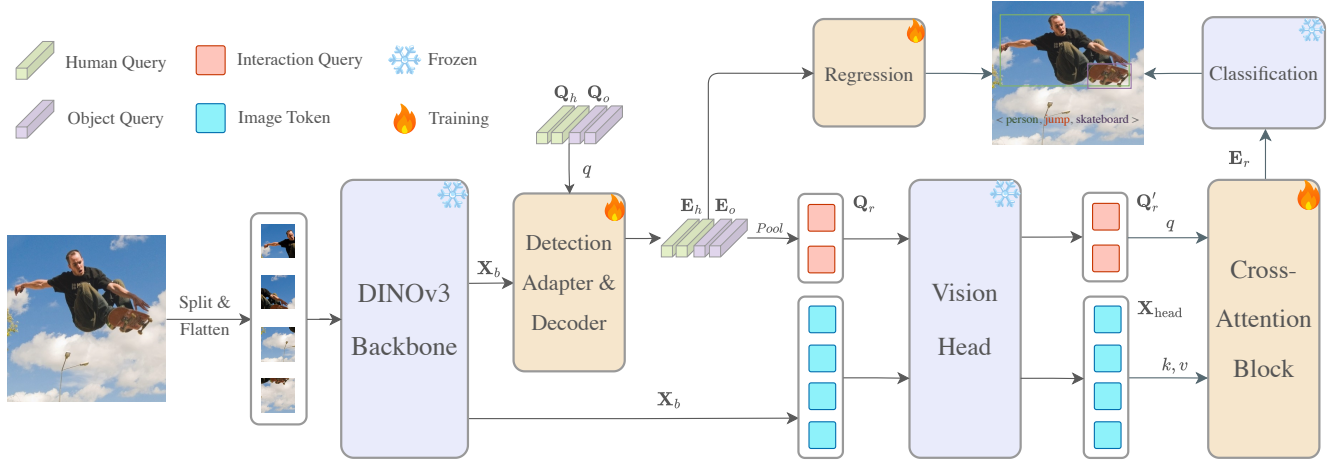 Human Query
Interaction Query
Frozen
Object Query
Image Token
Training
Q_h Q_o
q
Regression
Classification
< person, jump, skateboard >
E_r
Split &
Flatten
DINOv3
Backbone
X_b
Detection
Adapter &
Decoder
E_h E_o
Pool
Q_r
Vision
Head
Q'_r
q
X_head
k, v
Cross-
Attention
Block
X_b